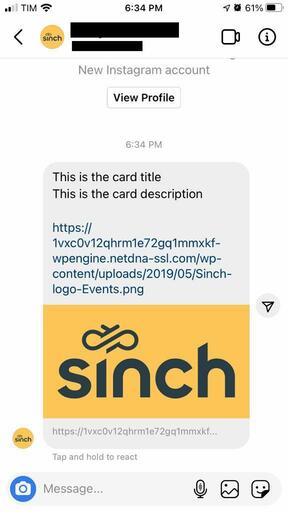 TIM
6:34 PM
61%
sinch
New Instagram account
View Profile
6:34 PM
This is the card title
This is the card description
https://
1vxc0v12qhrm1e72gq1mmxkf-
wpengine.netdna-ssl.com/wp-
content/uploads/2019/05/Sinch-
logo-Events.png
sinch
https://1vxc0v12qhrm1e72gq1mmxkf...
sinch
Tap and hold to react
Message...